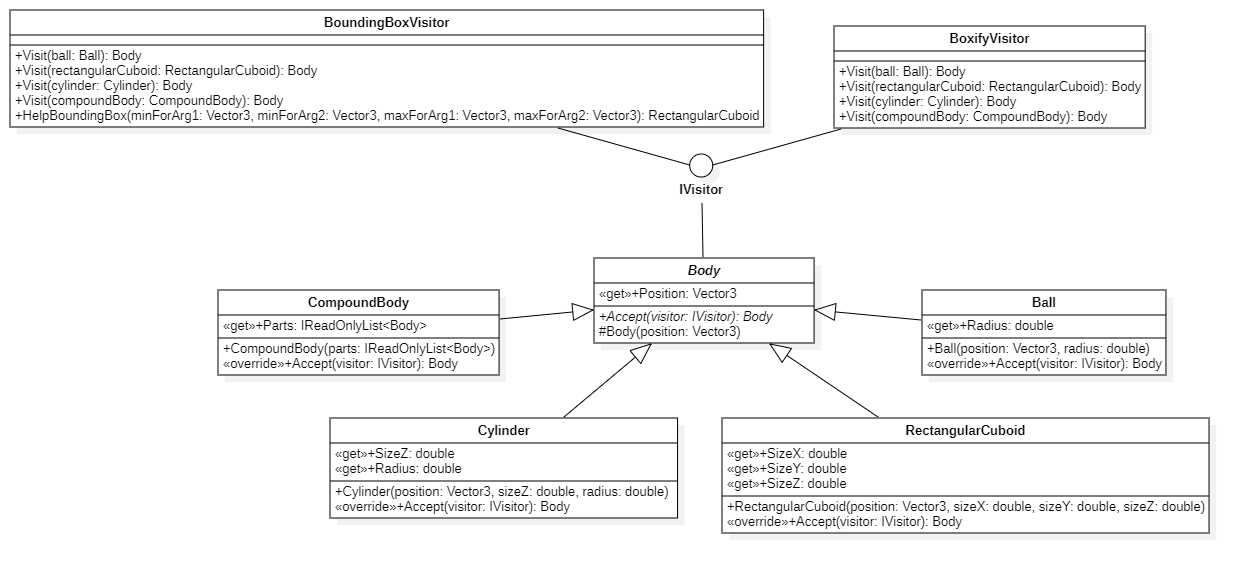 BoundingBoxVisitor
+Visit(ball: Ball): Body
+Visit(rectangularCuboid: RectangularCuboid): Body
+Visit(cylinder: Cylinder): Body
+Visit(compoundBody: CompoundBody): Body
+HelpBoundingBox(minForArg1: Vector3, minForArg2: Vector3, maxForArg1: Vector3, maxForArg2: Vector3): RectangularCuboid
BoxifyVisitor
+Visit(ball: Ball): Body
+Visit(rectangularCuboid: RectangularCuboid): Body
+Visit(cylinder: Cylinder): Body
+Visit(compoundBody: CompoundBody): Body
IVisitor
Body
«get»+Position: Vector3
+Accept(visitor: IVisitor): Body
#Body(position: Vector3)
CompoundBody
«get»+Parts: IReadOnlyList<Body>
+CompoundBody(parts: IReadOnlyList<Body>)
«override»+Accept(visitor: IVisitor): Body
Ball
«get»+Radius: double
+Ball(position: Vector3, radius: double)
«override»+Accept(visitor: IVisitor): Body
Cylinder
«get»+SizeZ: double
«get»+Radius: double
+Cylinder(position: Vector3, sizeZ: double, radius: double)
«override»+Accept(visitor: IVisitor): Body
RectangularCuboid
«get»+SizeX: double
«get»+SizeY: double
«get»+SizeZ: double
+RectangularCuboid(position: Vector3, sizeX: double, sizeY: double, sizeZ: double)
«override»+Accept(visitor: IVisitor): Body